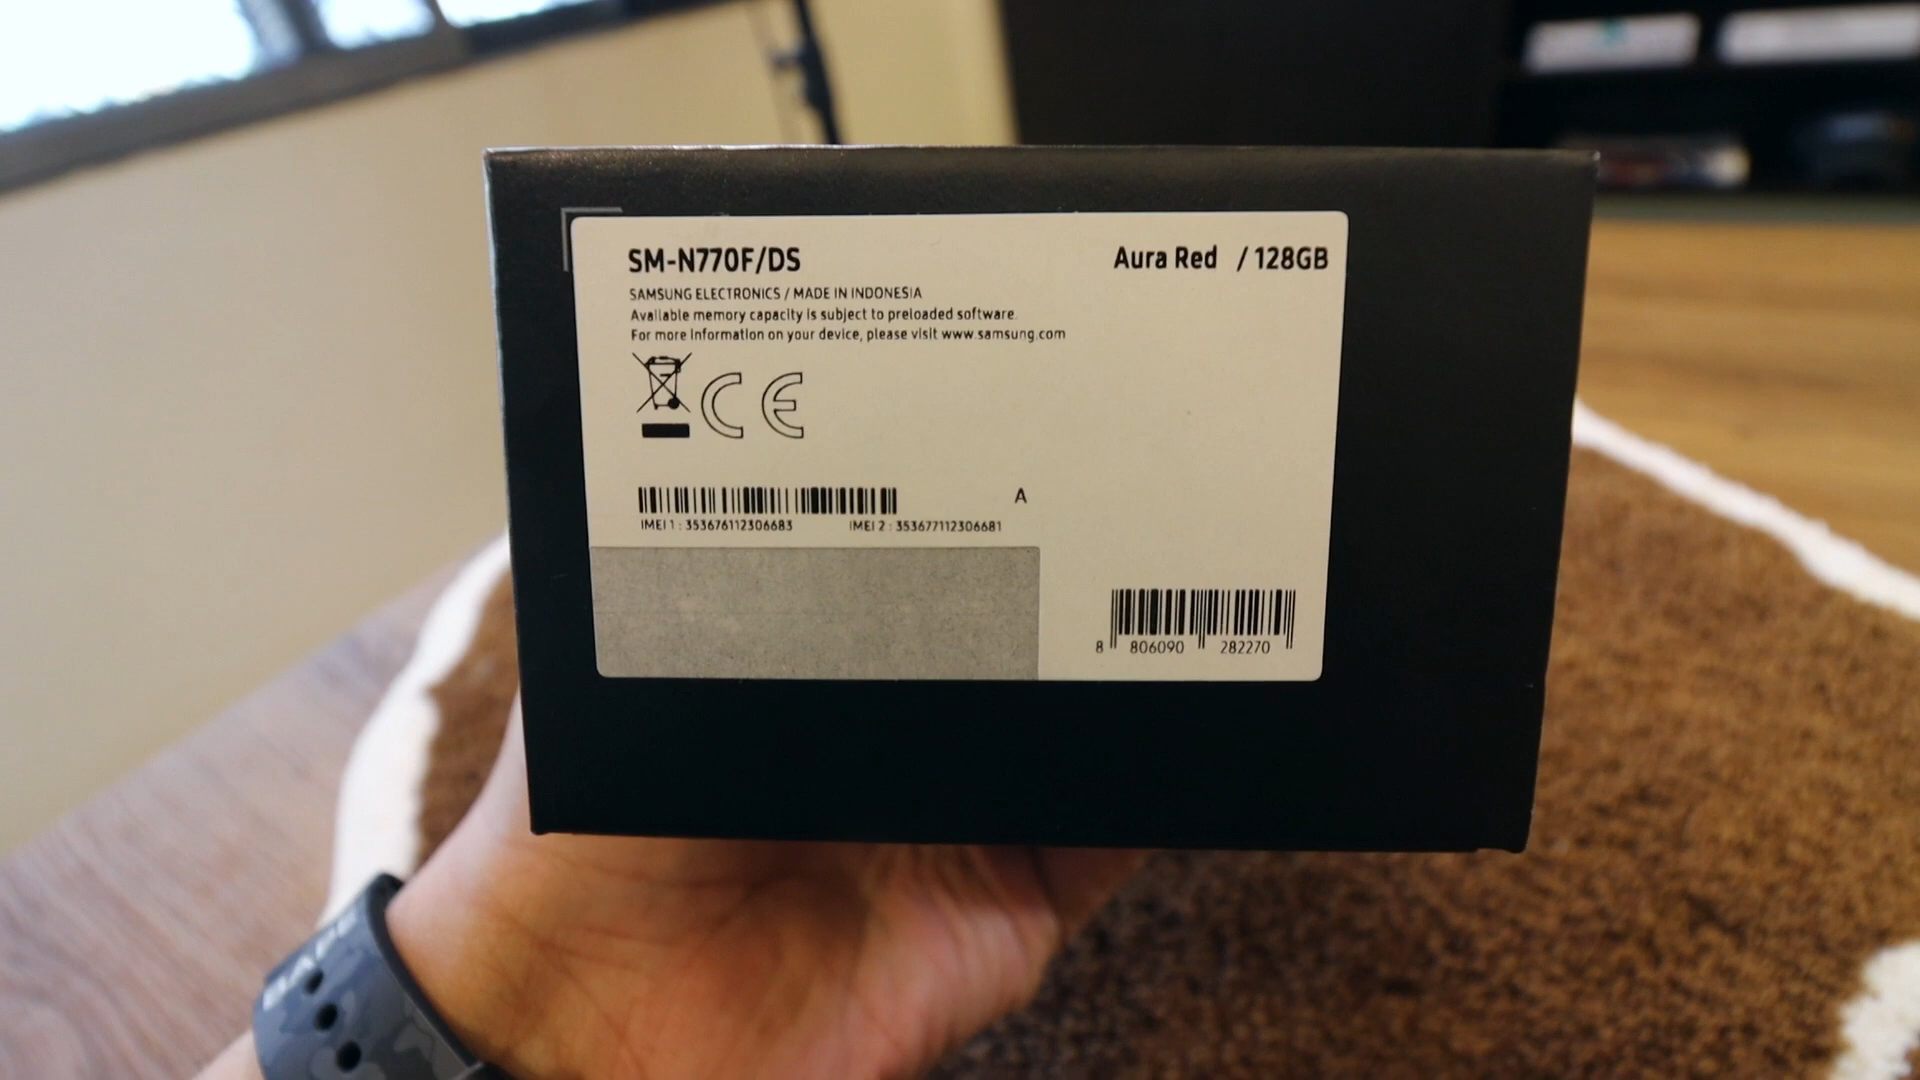 SM-N770F/DS
Aura Red / 128GB
SAMSUNG ELECTRONICS / MADE IN INDONESIA
Available memory capacity is subject to preloaded software.
For more information on your device, please visit www.samsung.com
CE
A
IMEI 1 : 353676112306683 IMEI 2 : 353677112306681
8 806090 282270
BAPE